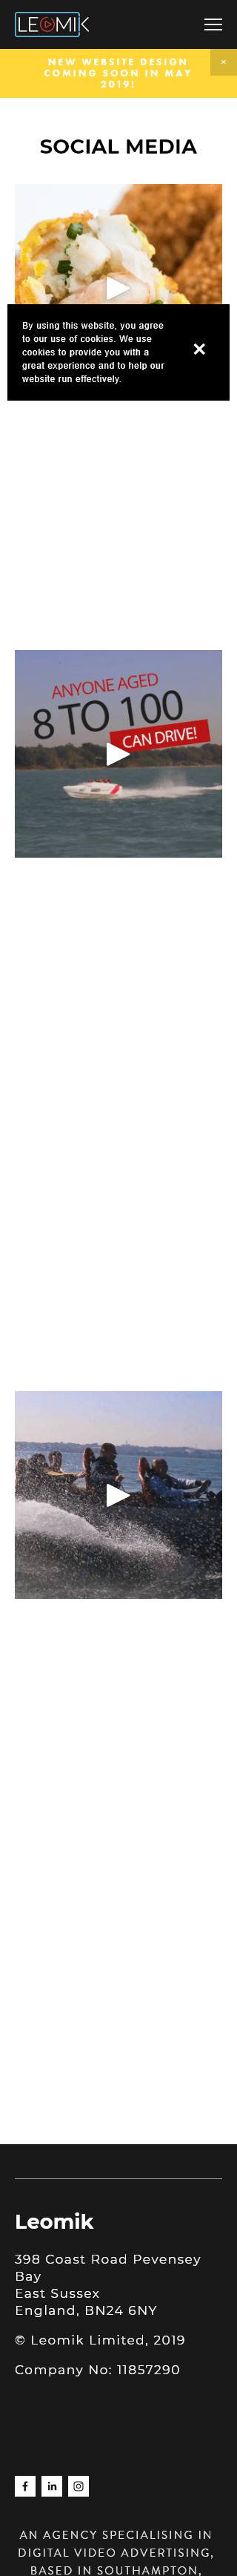 LEOMIK
NEW WEBSITE DESIGN
COMING SOON IN MAY
2019!
×
SOCIAL MEDIA
By using this website, you agree
to our use of cookies. We use
cookies to provide you with a
great experience and to help our
website run effectively.
×
ANYONE AGED
8 TO 100
CAN DRIVE!
Leomik
398 Coast Road Pevensey
Bay
East Sussex
England, BN24 6NY
© Leomik Limited, 2019
Company No: 11857290
AN AGENCY SPECIALISING IN
DIGITAL VIDEO ADVERTISING,
BASED IN SOUTHAMPTON,